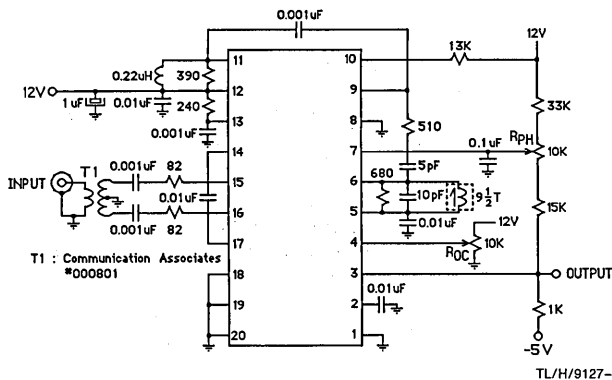 0.001uF
0.22uH
390
11
10
13K
12V
12V
12
9
33K
1uF
0.01uF
240
13
8
510
0.001uF
14
7
0.1uF
RPH
10K
T1
0.001uF
82
5pF
INPUT
15
680
6
10pF
9 1/2T
0.01uF
15K
16
5
0.01uF
12V
0.001uF
82
17
4
10K
ROC
T1 : Communication Associates
*000801
18
3
OUTPUT
0.01uF
19
2
1K
20
1
-5V
TL/H/9127-